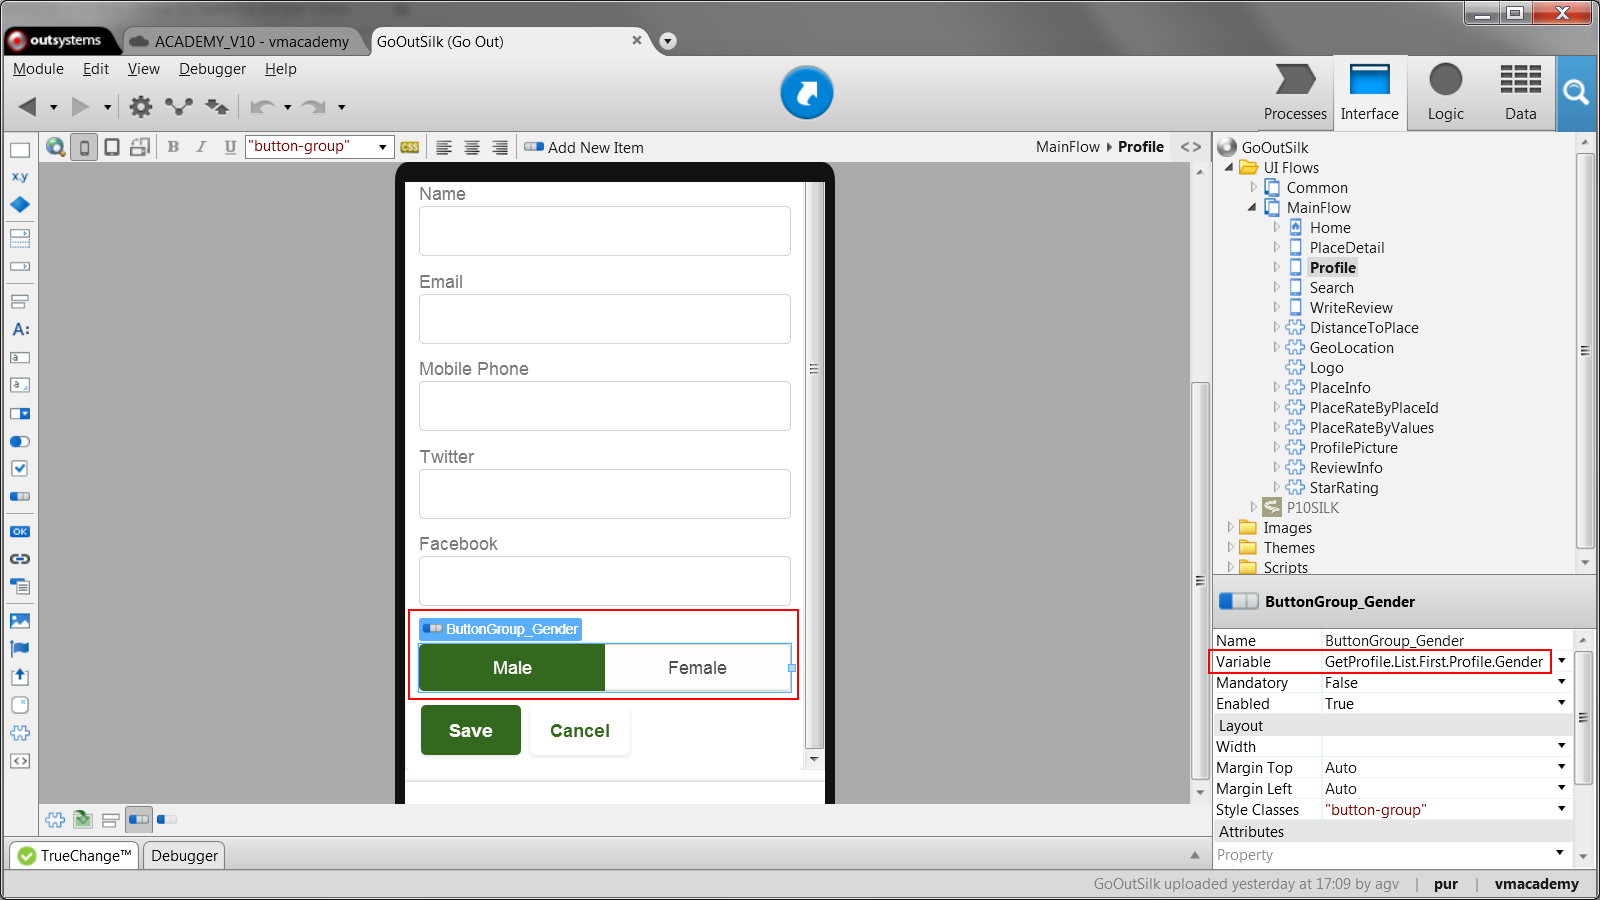 outsystems
ACADEMY_V10 - vmacademy
GoOutSilk (Go Out)
Module Edit View Debugger Help
Processes Interface Logic Data
B I U "button-group" CSS Add New Item
MainFlow Profile
x.y
A:
OK
Name
Email
Mobile Phone
Twitter
Facebook
ButtonGroup_Gender
Male Female
Save Cancel
GoOutSilk
UI Flows
Common
MainFlow
Home
PlaceDetail
Profile
Search
WriteReview
DistanceToPlace
GeoLocation
Logo
PlaceInfo
PlaceRateByPlaceId
PlaceRateByValues
ProfilePicture
ReviewInfo
StarRating
P10SILK
Images
Themes
Scripts
ButtonGroup_Gender
Name ButtonGroup_Gender
Variable GetProfile.List.First.Profile.Gender
Mandatory False
Enabled True
Layout
Width
Margin Top Auto
Margin Left Auto
Style Classes "button-group"
Attributes
Property
TrueChange™ Debugger
GoOutSilk uploaded yesterday at 17:09 by agv | pur | vmacademy